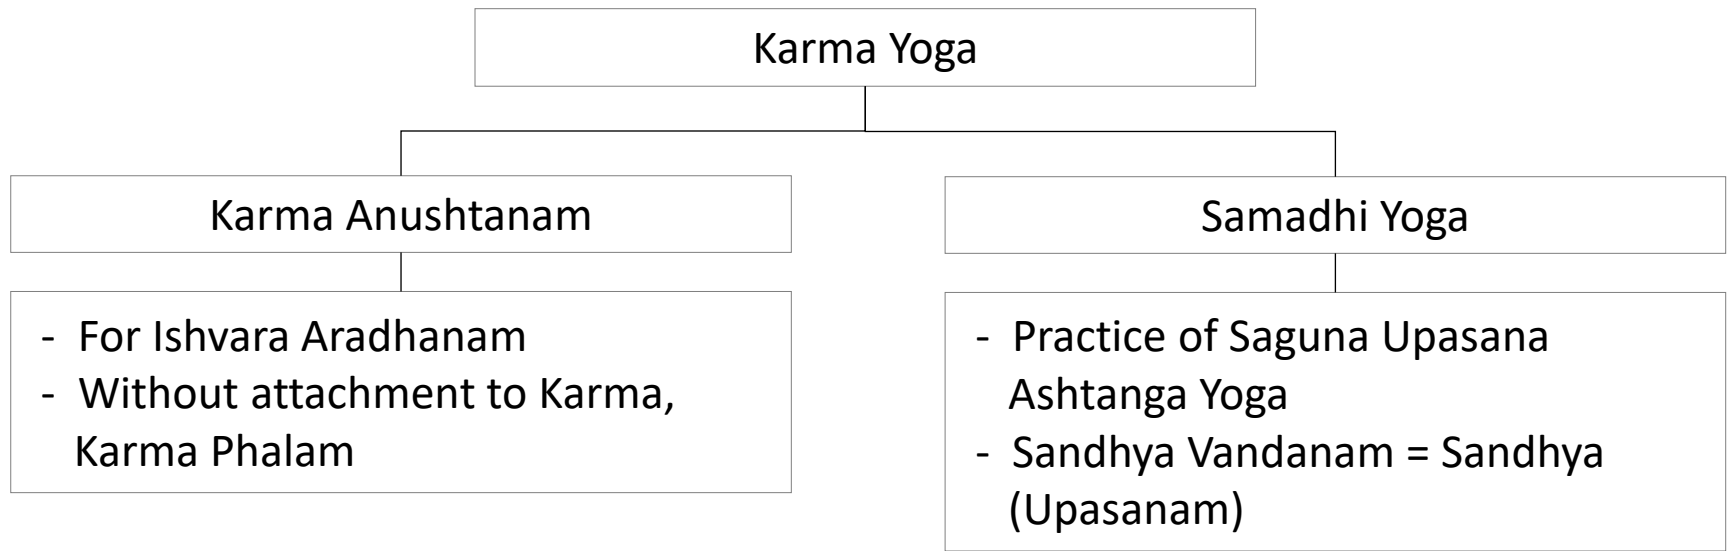 Karma Yoga
Karma Anushtanam
Samadhi Yoga
- For Ishvara Aradhanam
- Without attachment to Karma,
Karma Phalam
- Practice of Saguna Upasana
Ashtanga Yoga
- Sandhya Vandanam = Sandhya
(Upasanam)